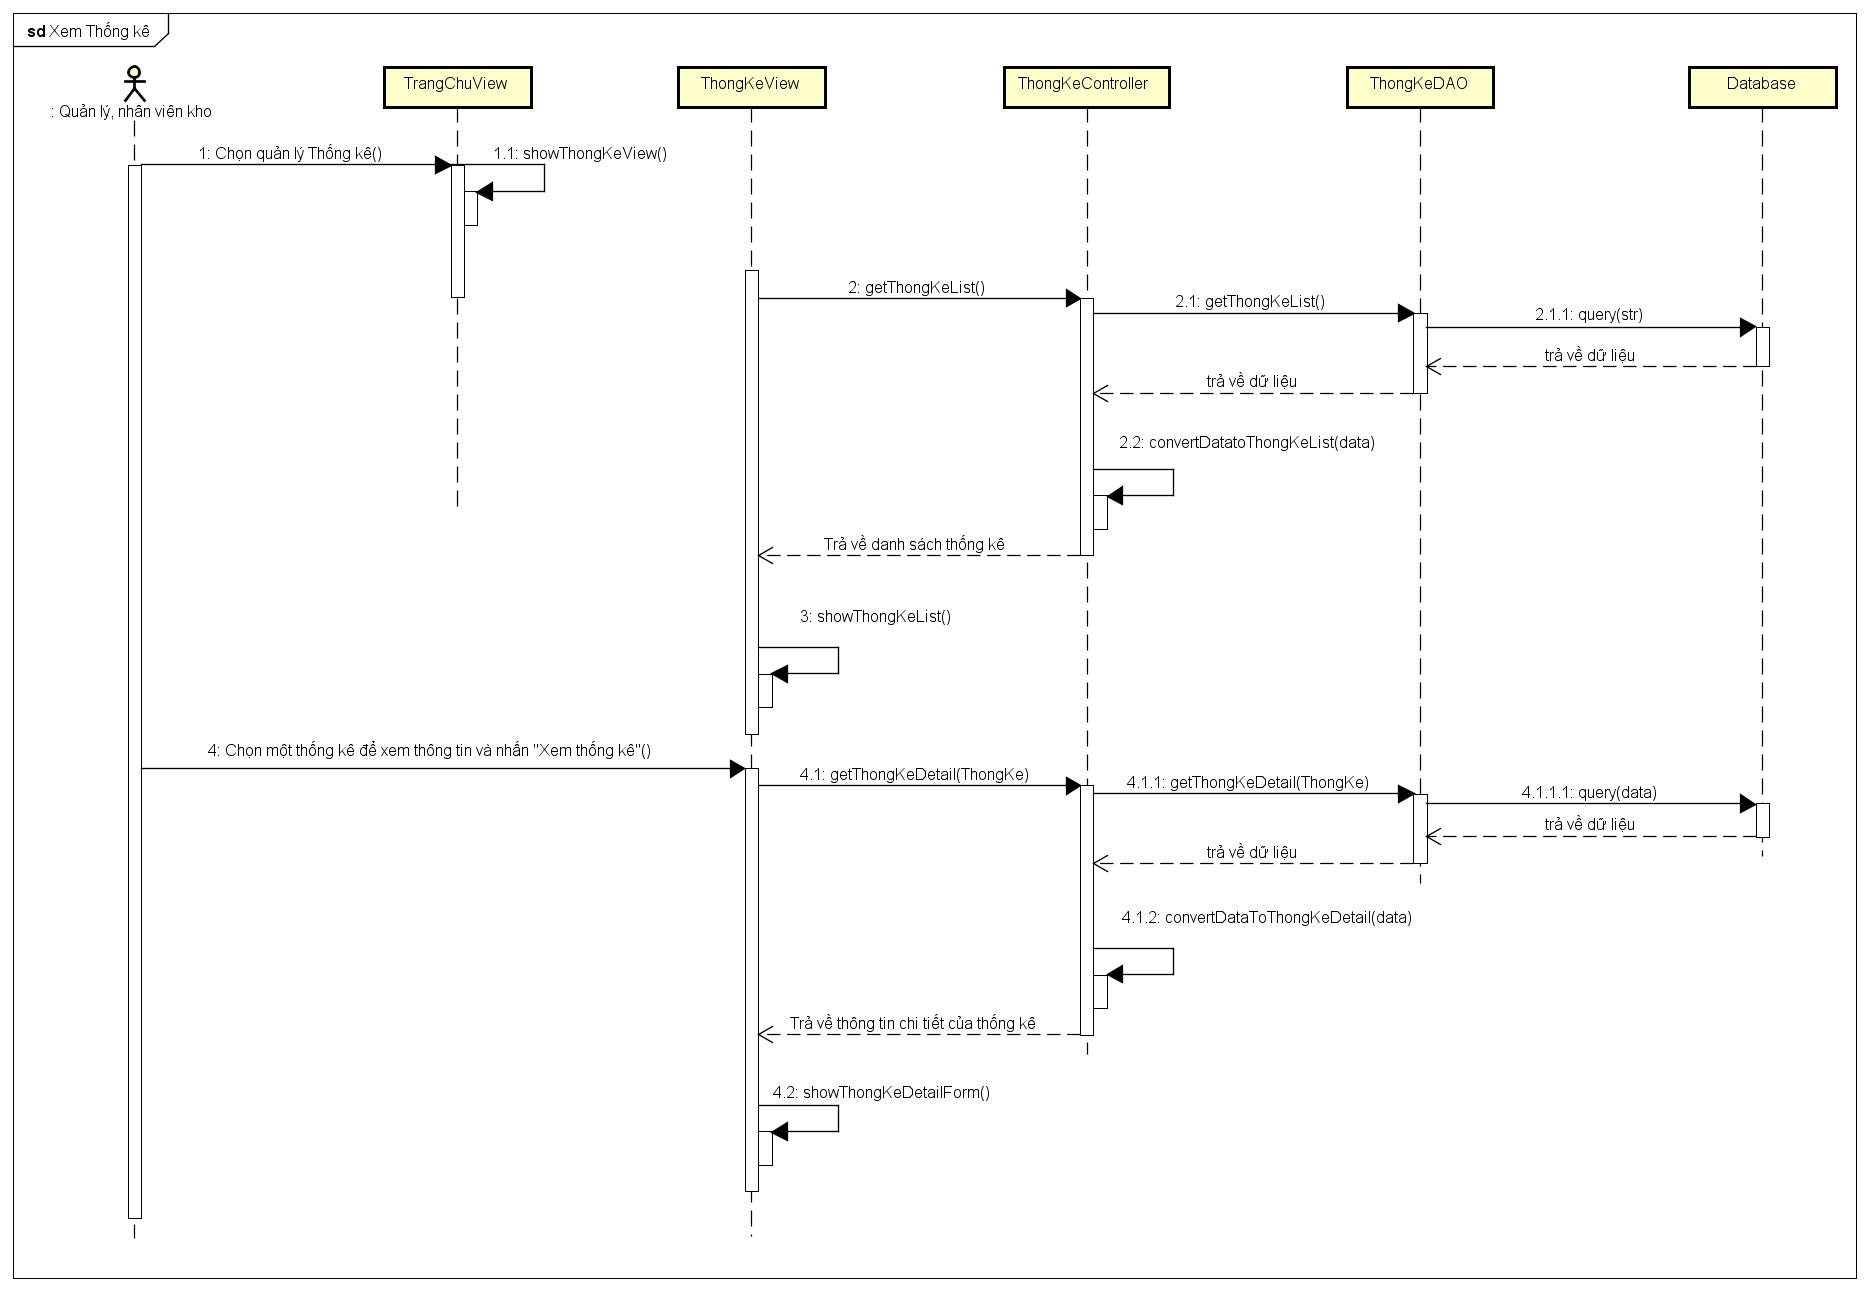 sd Xem Thống kê
: Quản lý, nhân viên kho
TrangChuView
ThongKeView
ThongKeController
ThongKeDAO
Database
1: Chọn quản lý Thống kê()
1.1: showThongKeView()
2: getThongKeList()
2.1: getThongKeList()
2.1.1: query(str)
trả về dữ liệu
trả về dữ liệu
2.2: convertDatatoThongKeList(data)
Trả về danh sách thống kê
3: showThongKeList()
4: Chọn một thống kê để xem thông tin và nhấn "Xem thống kê"()
4.1: getThongKeDetail(ThongKe)
4.1.1: getThongKeDetail(ThongKe)
4.1.1.1: query(data)
trả về dữ liệu
trả về dữ liệu
4.1.2: convertDataToThongKeDetail(data)
Trả về thông tin chi tiết của thống kê
4.2: showThongKeDetailForm()